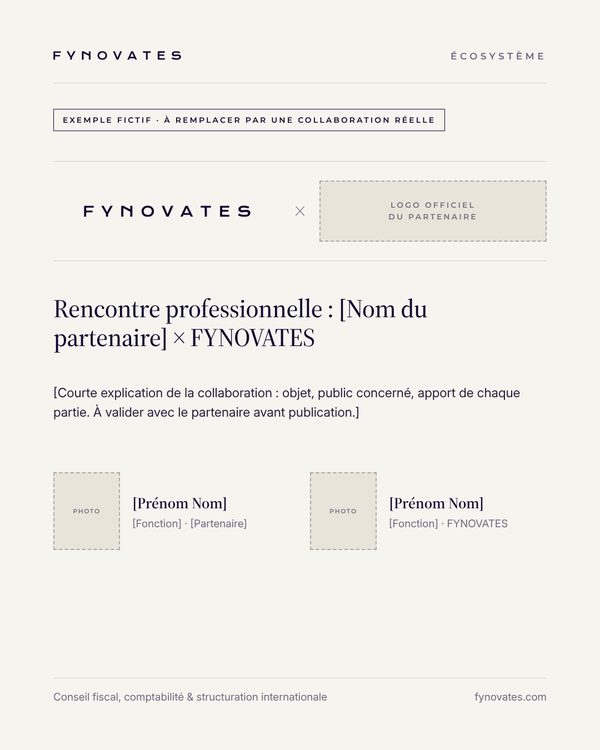 FYNOVATES
ÉCOSYSTÈME
EXEMPLE FICTIF · À REMPLACER PAR UNE COLLABORATION RÉELLE
FYNOVATES × LOGO OFFICIEL
DU PARTENAIRE
Rencontre professionnelle : [Nom du
partenaire] × FYNOVATES
[Courte explication de la collaboration : objet, public concerné, apport de chaque
partie. À valider avec le partenaire avant publication.]
PHOTO
[Prénom Nom]
[Fonction] · [Partenaire]
PHOTO
[Prénom Nom]
[Fonction] · FYNOVATES
Conseil fiscal, comptabilité & structuration internationale
fynovates.com